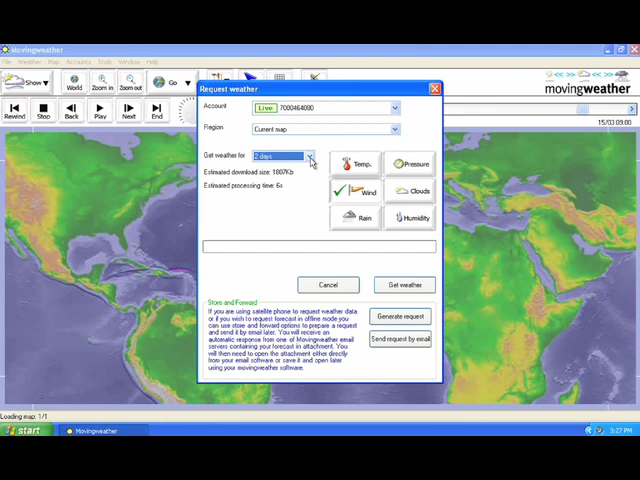 Movingweather
File Weather Map Accounts Tools Window Help
Show
World
Zoom in
Zoom out
Go
movingweather
Rewind
Stop
Back
Play
Next
End
15/03 09:00
Request weather
Account
Live 7000464080
Region
Current map
Get weather for
2 days
Estimated download size: 1807Kb
Estimated processing time: 6s
Temp.
Pressure
Wind
Clouds
Rain
Humidity
Cancel
Get weather
Store and Forward
If you are using satellite phone to request weather data
or if you wish to request forecast in offline mode you
can use store and forward options to prepare a request
and send it by email later. You will receive an
automatic response from one of Movingweather email
servers containing your forecast in attachment. You
will then need to open the attachment either directly
from your email software or save it and open later
using your movingweather software.
Generate request
Send request by email
Loading map: 1/1
start
Movingweather
3:27 PM